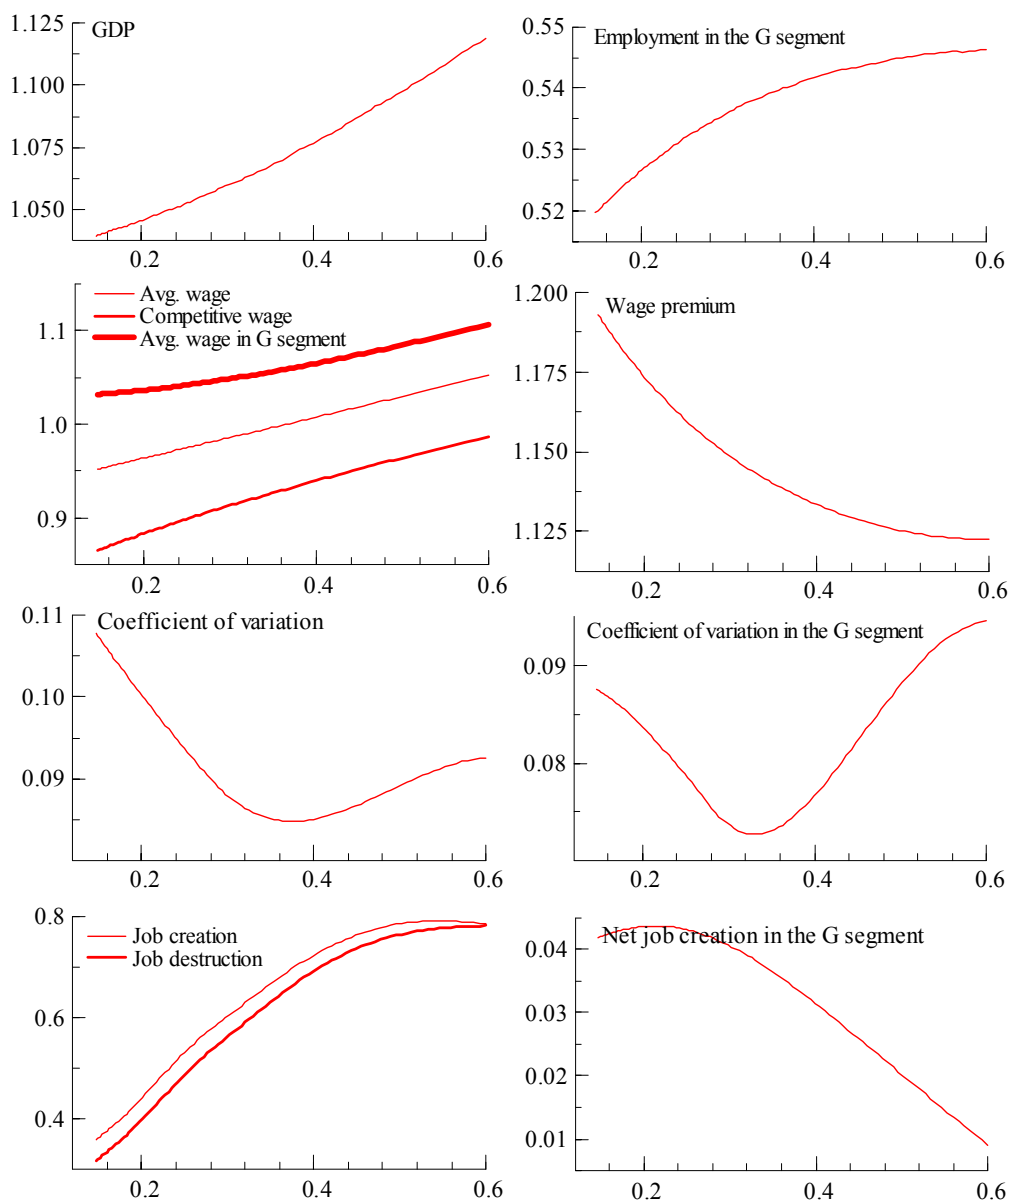 GDP
1.125
1.100
1.075
1.050
0.2 0.4 0.6
Employment in the G segment
0.55
0.54
0.53
0.52
0.2 0.4 0.6
Avg. wage
Competitive wage
Avg. wage in G segment
1.1
1.0
0.9
0.2 0.4 0.6
Wage premium
1.200
1.175
1.150
1.125
0.2 0.4 0.6
Coefficient of variation
0.11
0.10
0.09
0.2 0.4 0.6
Coefficient of variation in the G segment
0.09
0.08
0.2 0.4 0.6
Job creation
Job destruction
0.8
0.6
0.4
0.2 0.4 0.6
Net job creation in the G segment
0.04
0.03
0.02
0.01
0.2 0.4 0.6